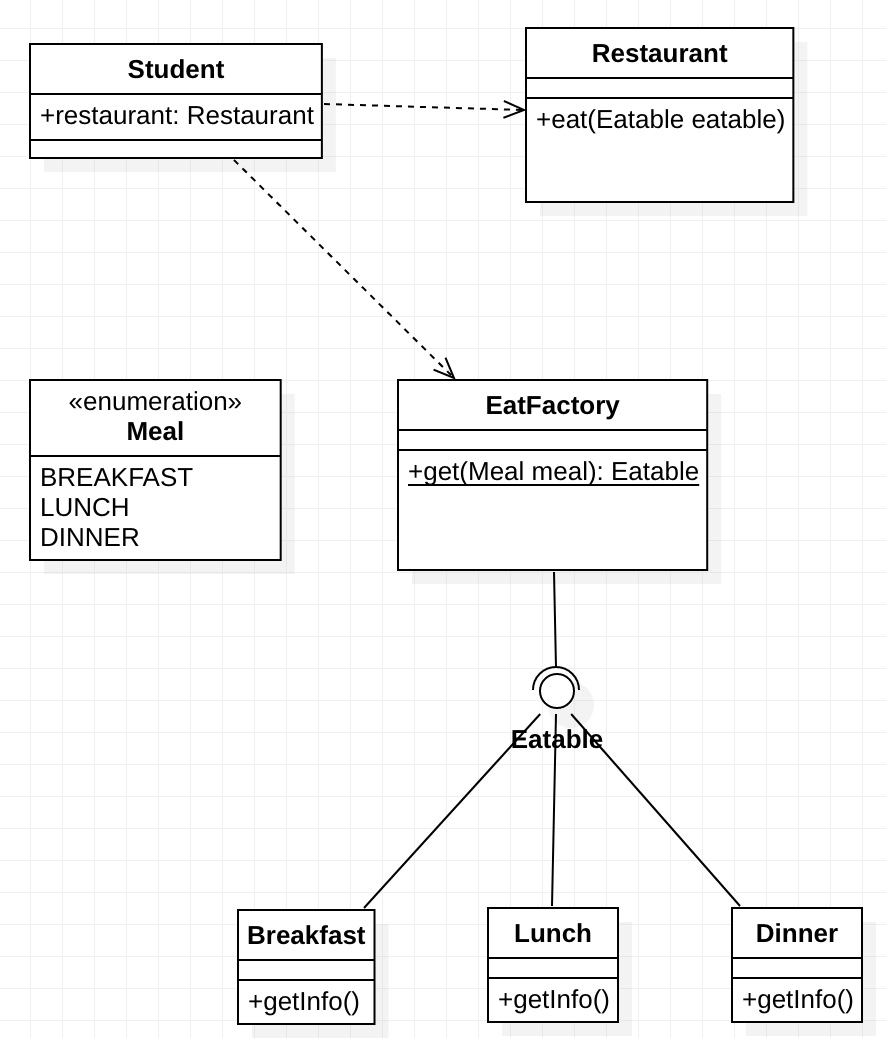 Student
+restaurant: Restaurant
Restaurant
+eat(Eatable eatable)
«enumeration»
Meal
BREAKFAST
LUNCH
DINNER
EatFactory
+get(Meal meal): Eatable
Eatable
Breakfast
+getInfo()
Lunch
+getInfo()
Dinner
+getInfo()